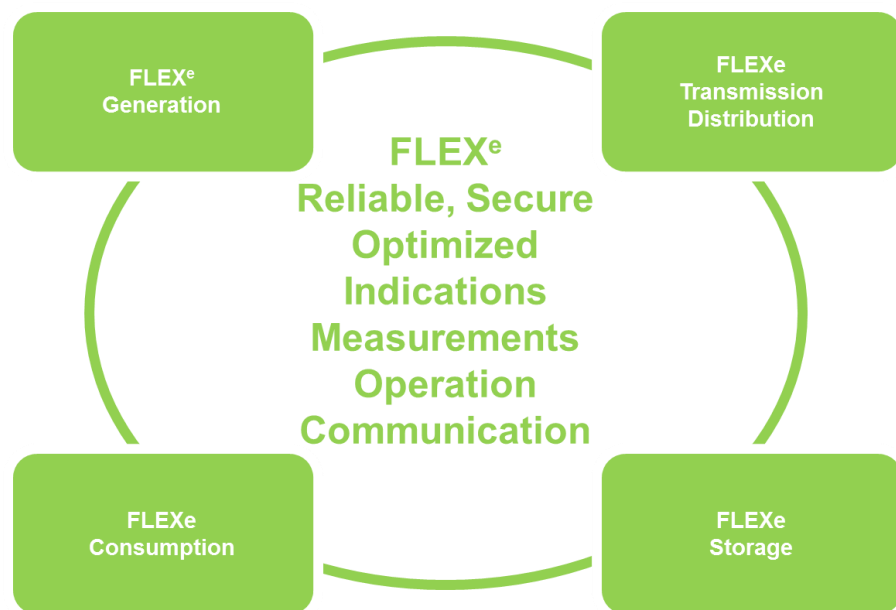 FLEXᵉ
Generation
FLEXe
Transmission
Distribution
FLEXᵉ
Reliable, Secure
Optimized
Indications
Measurements
Operation
Communication
FLEXe
Consumption
FLEXe
Storage